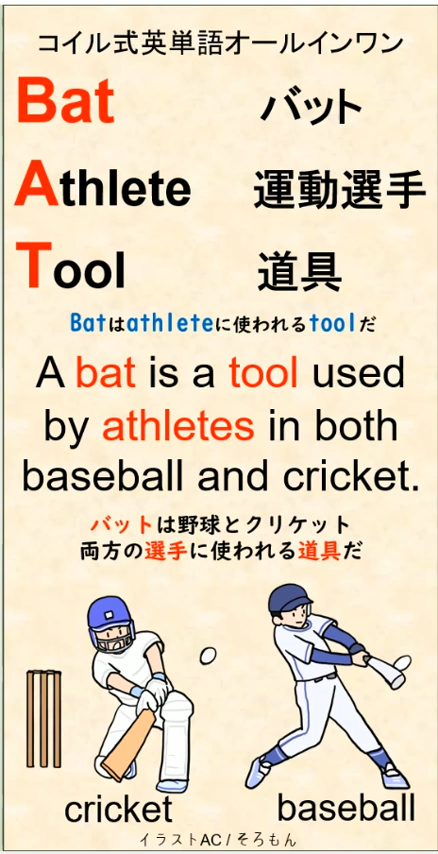 コイル式英単語オールインワン
Bat バット
Athlete 運動選手
Tool 道具
Batはathleteに使われるtoolだ
A bat is a tool used
by athletes in both
baseball and cricket.
バットは野球とクリケット
両方の選手に使われる道具だ
cricket baseball
イラストAC / そろもん